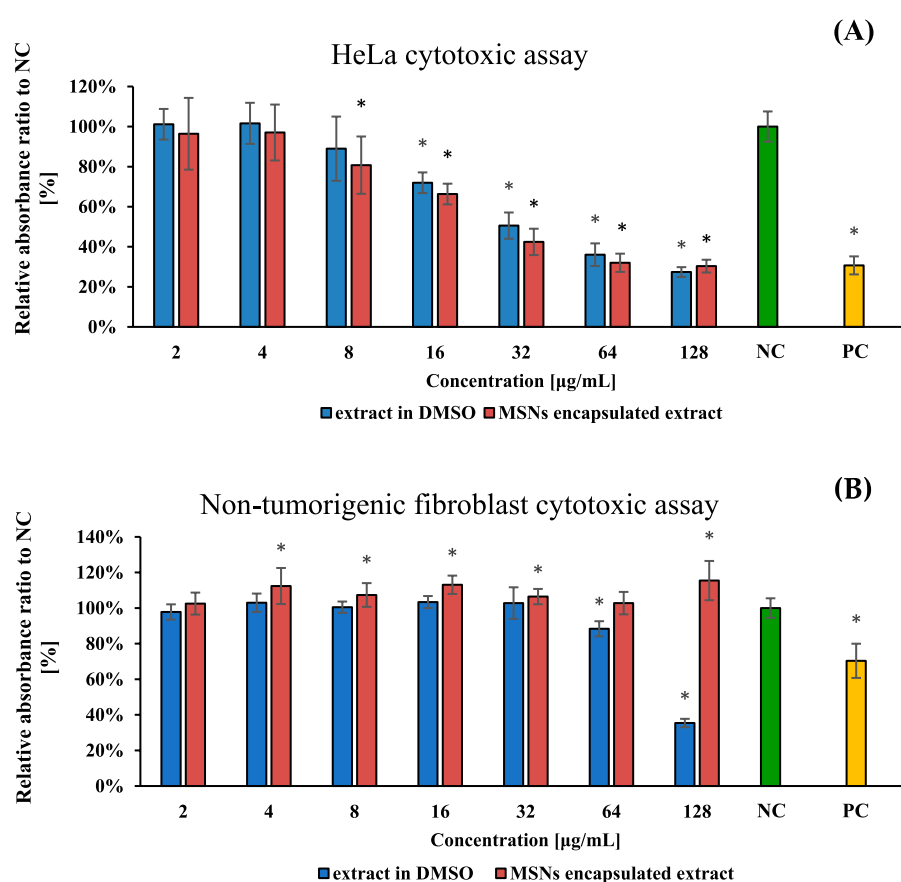 (A)
HeLa cytotoxic assay
Relative absorbance ratio to NC
[%]
120%
100%
80%
60%
40%
20%
0%
* * * * * * * * * *
2 4 8 16 32 64 128 NC PC
Concentration [µg/mL]
extract in DMSO MSNs encapsulated extract
(B)
Non-tumorigenic fibroblast cytotoxic assay
Relative absorbance ratio to NC
[%]
140%
120%
100%
80%
60%
40%
20%
0%
* * * * * * * *
2 4 8 16 32 64 128 NC PC
Concentration [µg/mL]
extract in DMSO MSNs encapsulated extract